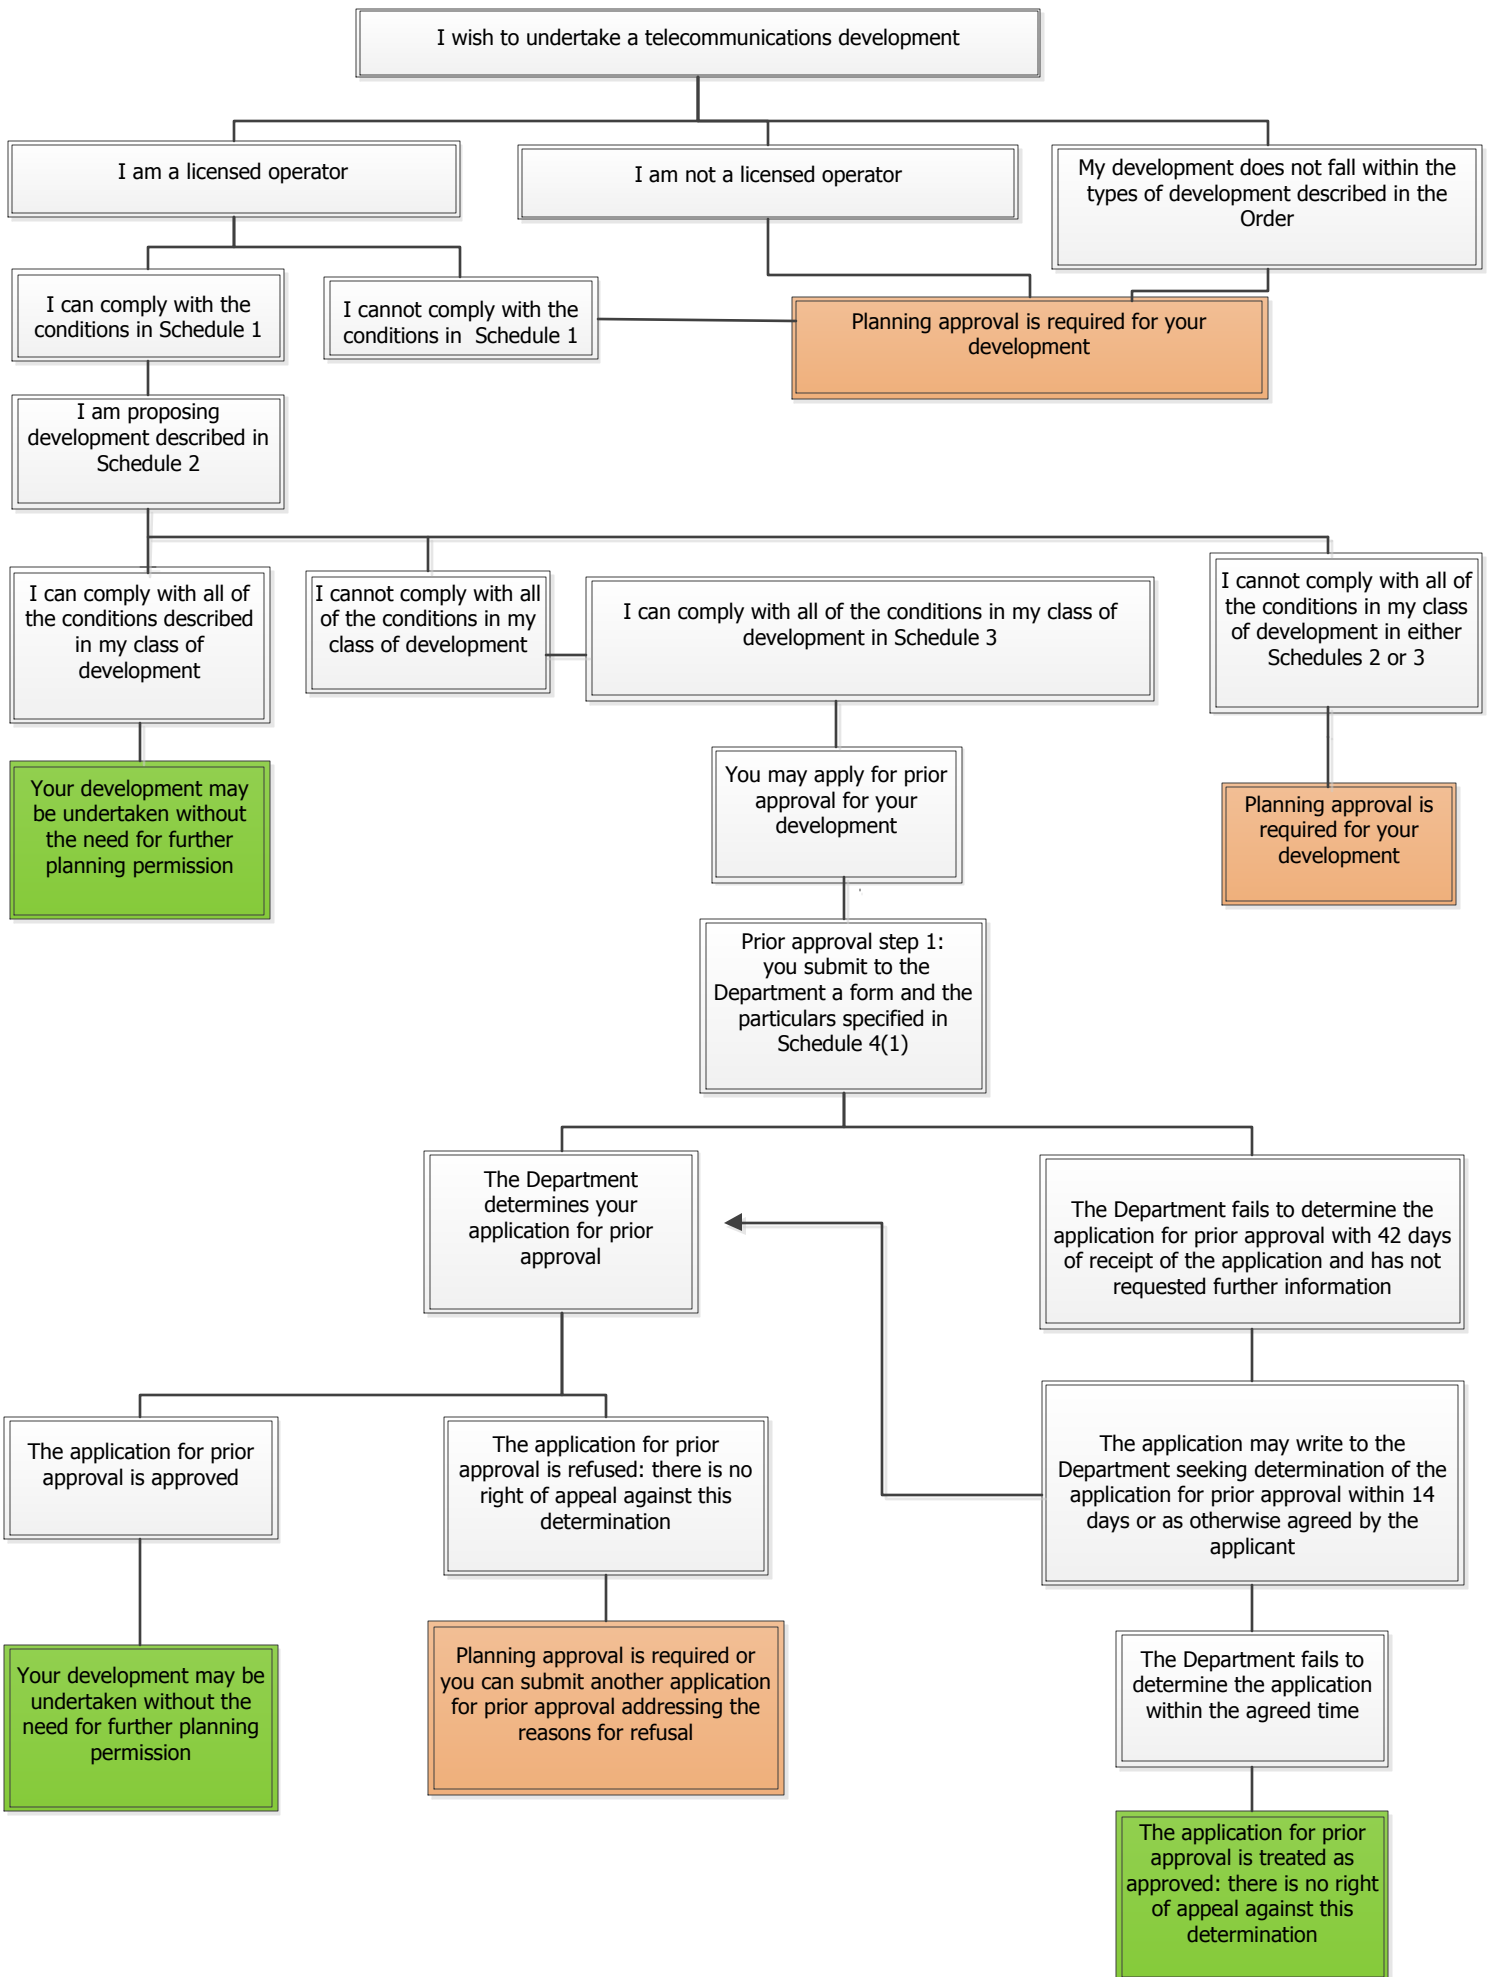 I wish to undertake a telecommunications development
I am a licensed operator
I am not a licensed operator
My development does not fall within the
types of development described in the
Order
I can comply with the
conditions in Schedule 1
I cannot comply with the
conditions in  Schedule 1
Planning approval is required for your
development
I am proposing
development described in
Schedule 2
I can comply with all of
the conditions described
in my class of
development
I cannot comply with all
of the conditions in my
class of development
I can comply with all of the conditions in my class of
development in Schedule 3
I cannot comply with all of
the conditions in my class
of development in either
Schedules 2 or 3
Your development may
be undertaken without
the need for further
planning permission
You may apply for prior
approval for your
development
Planning approval is
required for your
development
Prior approval step 1:
you submit to the
Department a form and the
particulars specified in
Schedule 4(1)
The Department
determines your
application for prior
approval
The Department fails to determine the
application for prior approval with 42 days
of receipt of the application and has not
requested further information
The application for prior
approval is approved
The application for prior
approval is refused: there is no
right of appeal against this
determination
The application may write to the
Department seeking determination of the
application for prior approval within 14
days or as otherwise agreed by the
applicant
Your development may be
undertaken without the
need for further planning
permission
Planning approval is required or
you can submit another application
for prior approval addressing the
reasons for refusal
The Department fails to
determine the application
within the agreed time
The application for prior
approval is treated as
approved: there is no right
of appeal against this
determination